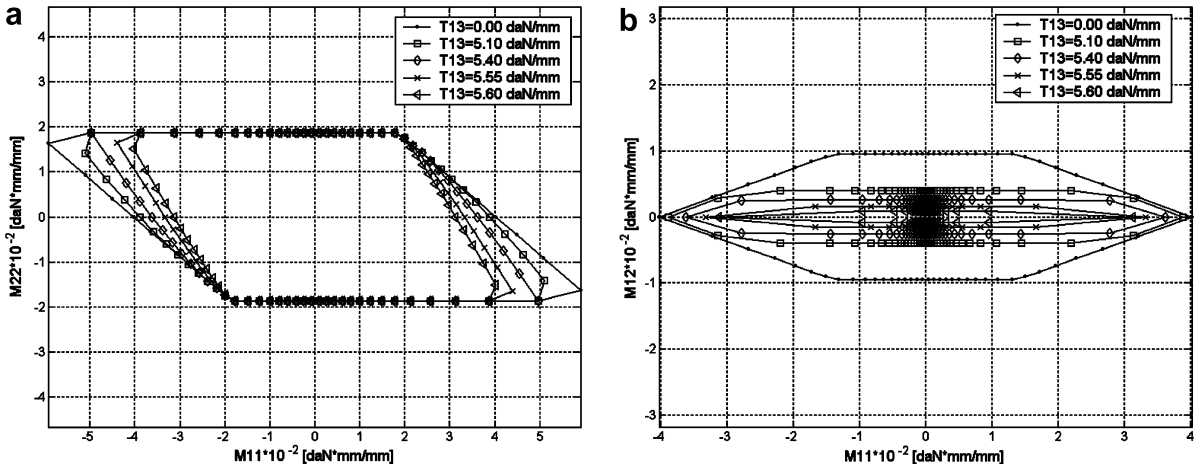 a
T13=0.00 daN/mm
T13=5.10 daN/mm
T13=5.40 daN/mm
T13=5.55 daN/mm
T13=5.60 daN/mm
4
3
2
1
0
-1
-2
-3
-4
M22*10^-2 [daN*mm/mm]
-5 -4 -3 -2 -1 0 1 2 3 4 5
M11*10^-2 [daN*mm/mm]
b
T13=0.00 daN/mm
T13=5.10 daN/mm
T13=5.40 daN/mm
T13=5.55 daN/mm
T13=5.60 daN/mm
3
2
1
0
-1
-2
-3
M12*10^-2 [daN*mm/mm]
-4 -3 -2 -1 0 1 2 3 4
M11*10^-2 [daN*mm/mm]